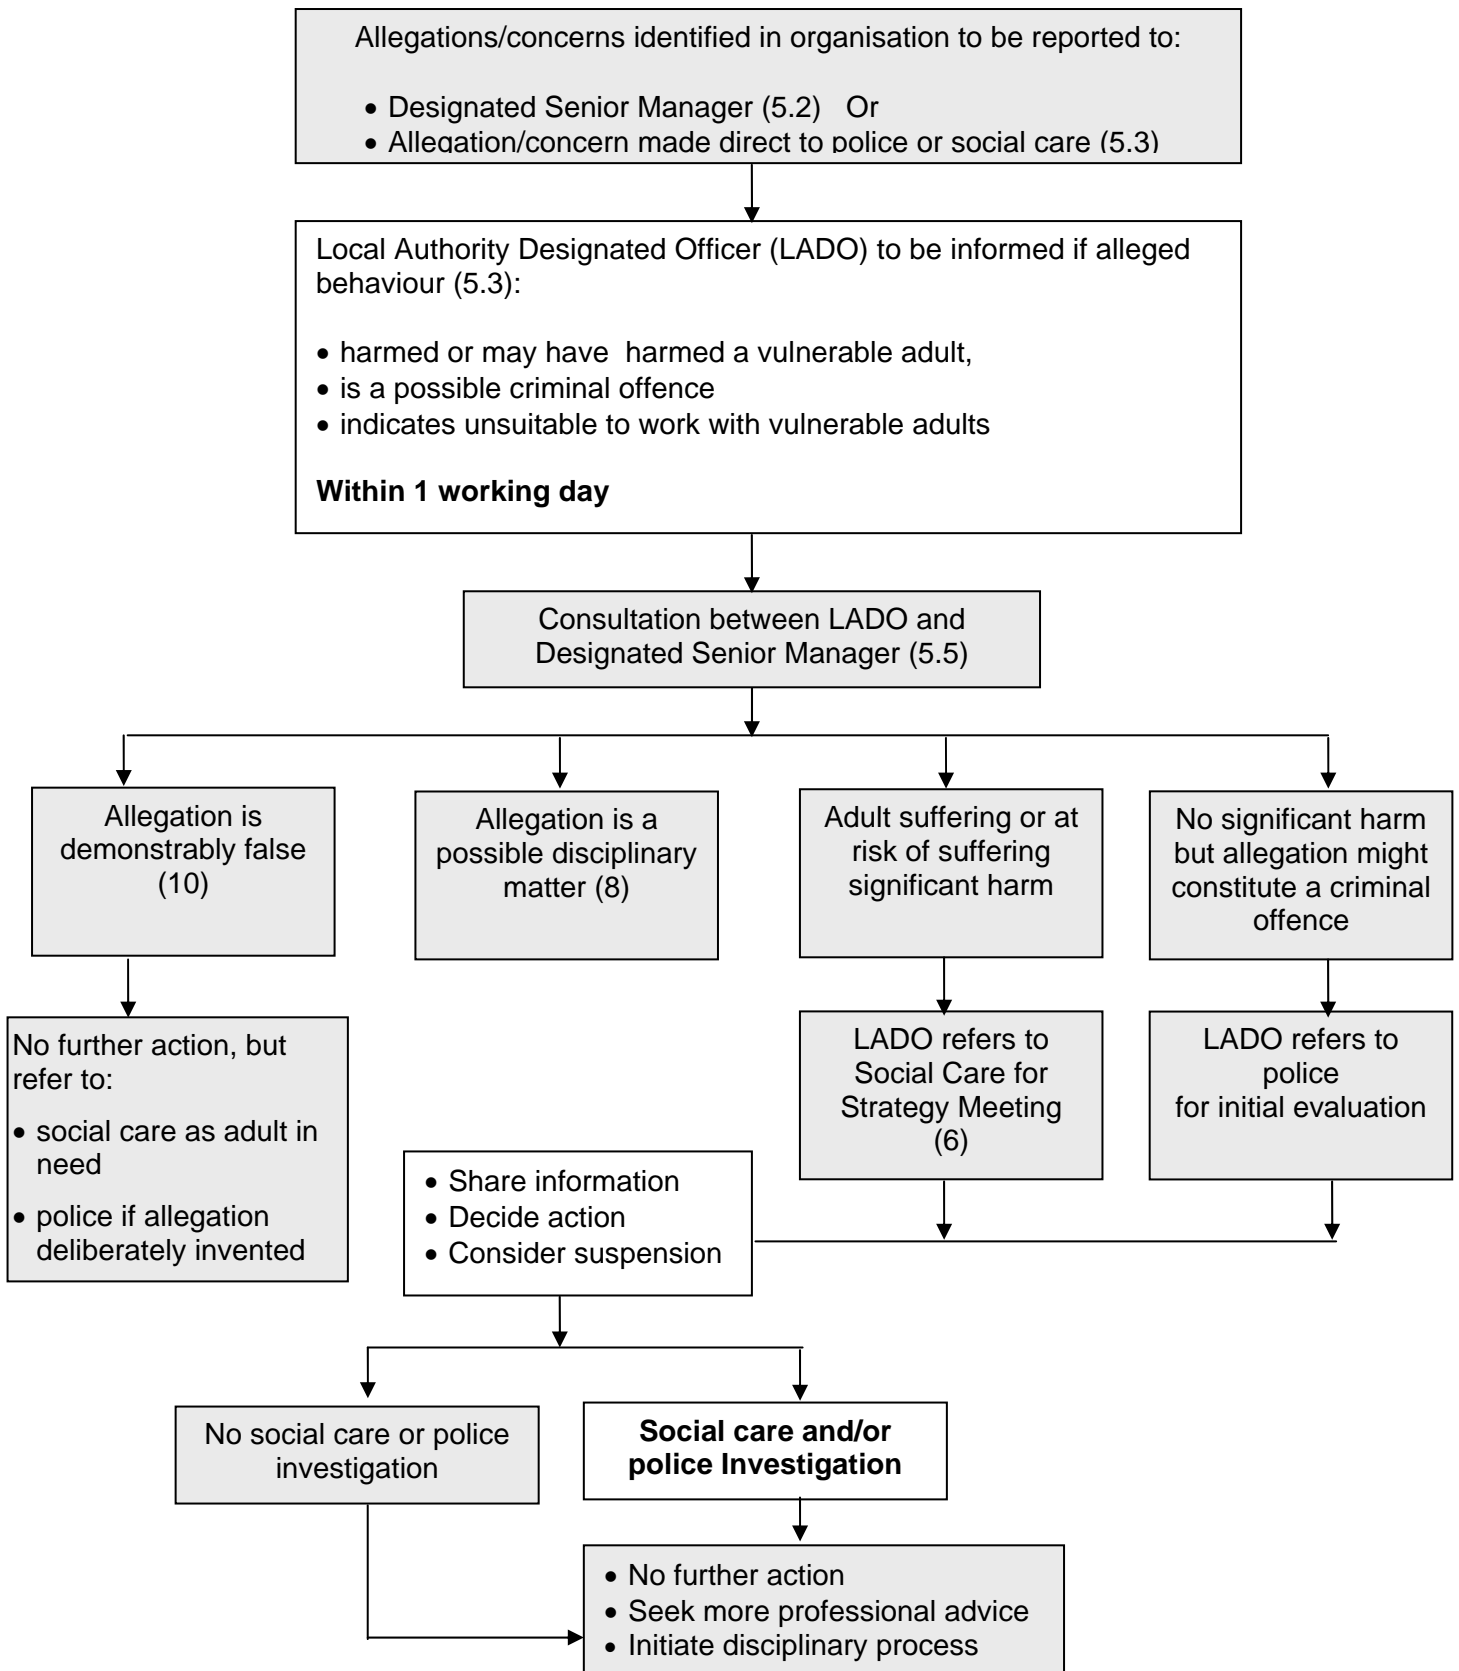 Allegations/concerns identified in organisation to be reported to:
• Designated Senior Manager (5.2) Or
• Allegation/concern made direct to police or social care (5.3)
Local Authority Designated Officer (LADO) to be informed if alleged
behaviour (5.3):
• harmed or may have harmed a vulnerable adult,
• is a possible criminal offence
• indicates unsuitable to work with vulnerable adults
Within 1 working day
Consultation between LADO and
Designated Senior Manager (5.5)
Allegation is
demonstrably false
(10)
Allegation is a
possible disciplinary
matter (8)
Adult suffering or at
risk of suffering
significant harm
No significant harm
but allegation might
constitute a criminal
offence
No further action, but
refer to:
• social care as adult in
need
• police if allegation
deliberately invented
LADO refers to
Social Care for
Strategy Meeting
(6)
LADO refers to
police
for initial evaluation
• Share information
• Decide action
• Consider suspension
No social care or police
investigation
Social care and/or
police Investigation
• No further action
• Seek more professional advice
• Initiate disciplinary process